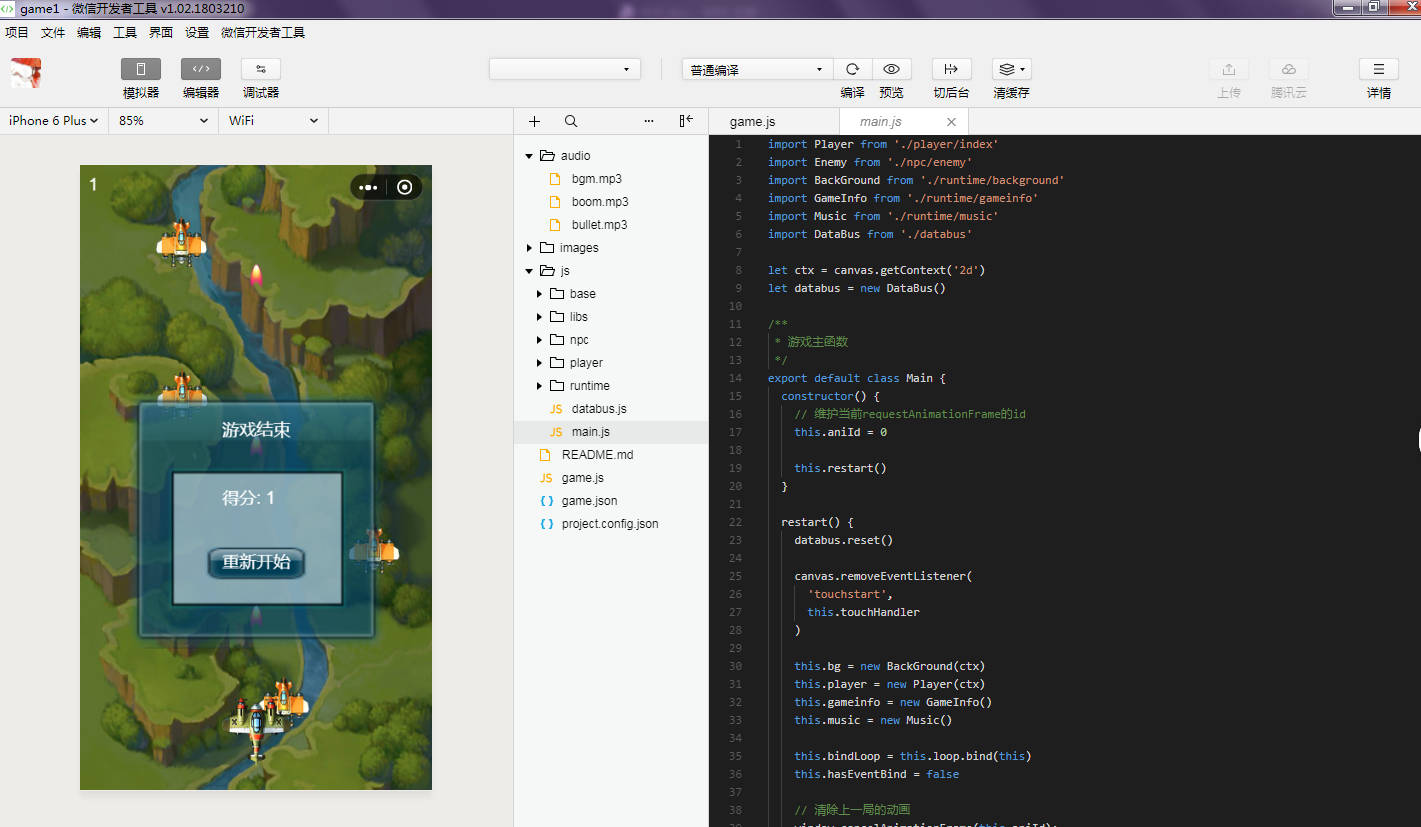 game1 - 微信开发者工具 v1.02.1803210
项目 文件 编辑 工具 界面 设置 微信开发者工具
普通编译
模拟器 编辑器 调试器 编译 预览 切后台 清缓存 上传 腾讯云 详情
iPhone 6 Plus 85% WiFi
1
游戏结束
得分: 1
重新开始
audio
bgm.mp3
boom.mp3
bullet.mp3
images
js
base
libs
npc
player
runtime
databus.js
main.js
README.md
game.js
game.json
project.config.json
game.js main.js
1 import Player from './player/index'
2 import Enemy from './npc/enemy'
3 import BackGround from './runtime/background'
4 import GameInfo from './runtime/gameinfo'
5 import Music from './runtime/music'
6 import DataBus from './databus'
7
8 let ctx = canvas.getContext('2d')
9 let databus = new DataBus()
10
11 /**
12 * 游戏主函数
13 */
14 export default class Main {
15 constructor() {
16 // 维护当前requestAnimationFrame的id
17 this.aniId = 0
18
19 this.restart()
20 }
21
22 restart() {
23 databus.reset()
24
25 canvas.removeEventListener(
26 'touchstart',
27 this.touchHandler
28 )
29
30 this.bg = new BackGround(ctx)
31 this.player = new Player(ctx)
32 this.gameinfo = new GameInfo()
33 this.music = new Music()
34
35 this.bindLoop = this.loop.bind(this)
36 this.hasEventBind = false
37
38 // 清除上一局的动画
39 window.cancelAnimationFrame(this.aniId);